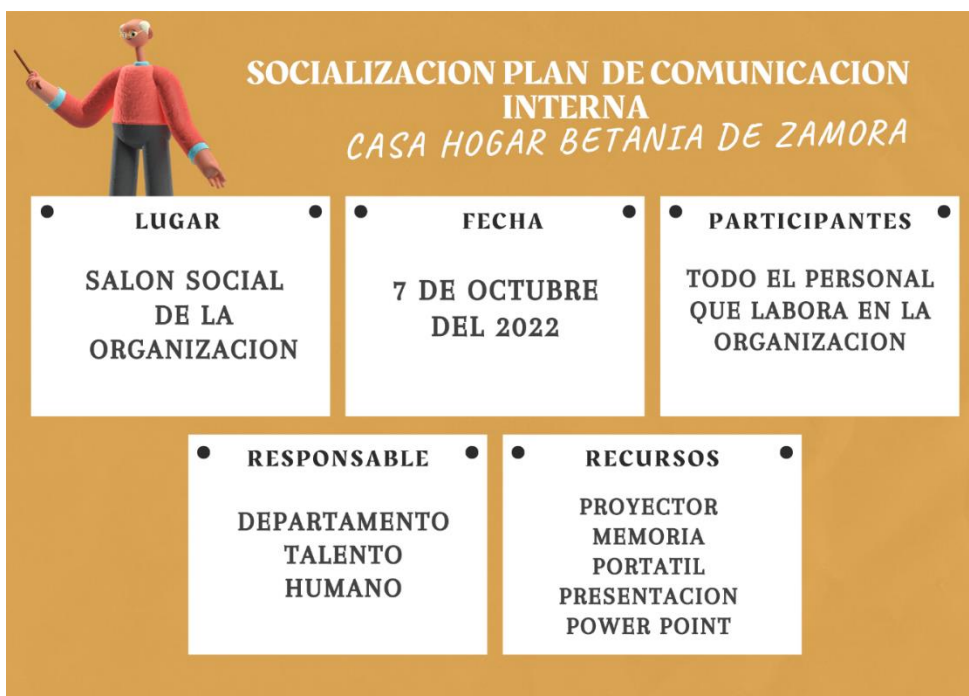 SOCIALIZACION PLAN DE COMUNICACION
INTERNA
CASA HOGAR BETANIA DE ZAMORA
LUGAR
SALON SOCIAL
DE LA
ORGANIZACION
FECHA
7 DE OCTUBRE
DEL 2022
PARTICIPANTES
TODO EL PERSONAL
QUE LABORA EN LA
ORGANIZACION
RESPONSABLE
DEPARTAMENTO
TALENTO
HUMANO
RECURSOS
PROYECTOR
MEMORIA
PORTATIL
PRESENTACION
POWER POINT